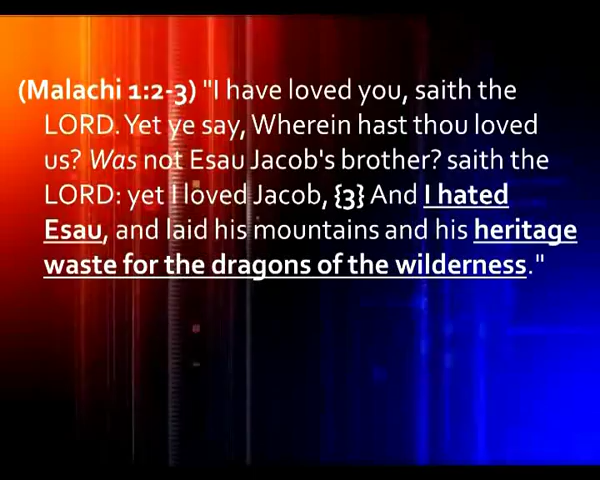 (Malachi 1:2-3) "I have loved you, saith the
LORD. Yet ye say, Wherein hast thou loved
us? Was not Esau Jacob's brother? saith the
LORD: yet I loved Jacob, {3} And I hated
Esau, and laid his mountains and his heritage
waste for the dragons of the wilderness."